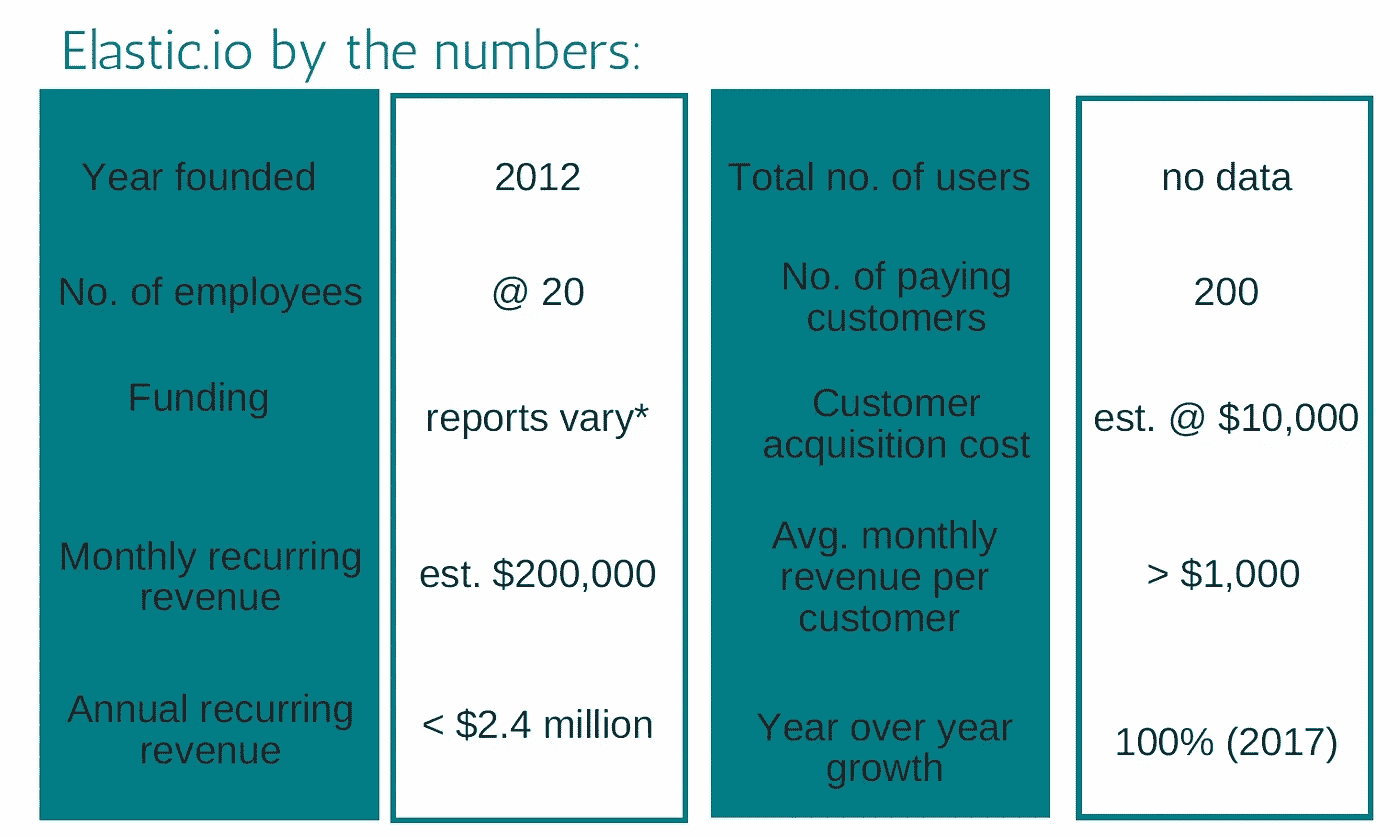 Elastic.io by the numbers:
Year founded
2012
Total no. of users
no data
No. of employees
@ 20
No. of paying
customers
200
Funding
reports vary*
Customer
acquisition cost
est. @ $10,000
Monthly recurring
revenue
est. $200,000
Avg. monthly
revenue per
customer
> $1,000
Annual recurring
revenue
< $2.4 million
Year over year
growth
100% (2017)